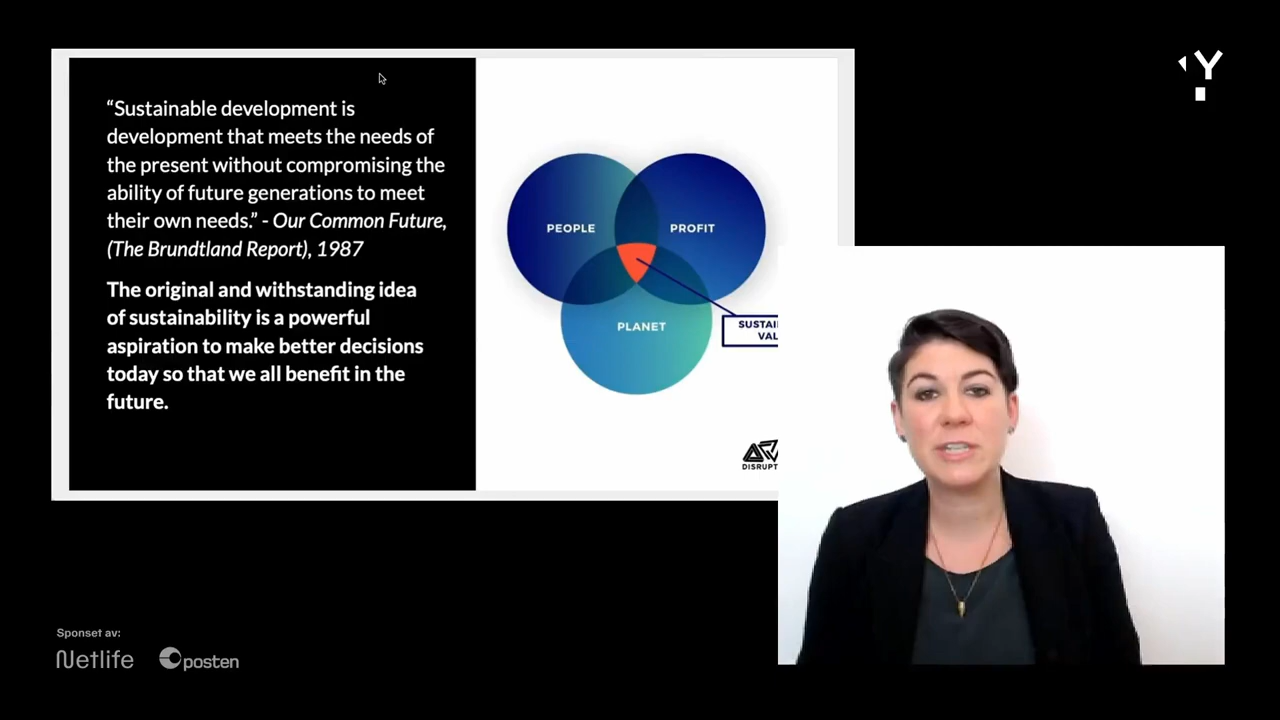 “Sustainable development is
development that meets the needs of
the present without compromising the
ability of future generations to meet
their own needs.” - Our Common Future,
(The Brundtland Report), 1987
The original and withstanding idea
of sustainability is a powerful
aspiration to make better decisions
today so that we all benefit in the
future.
PEOPLE
PROFIT
PLANET
Y
Sponset av:
Netlife
posten